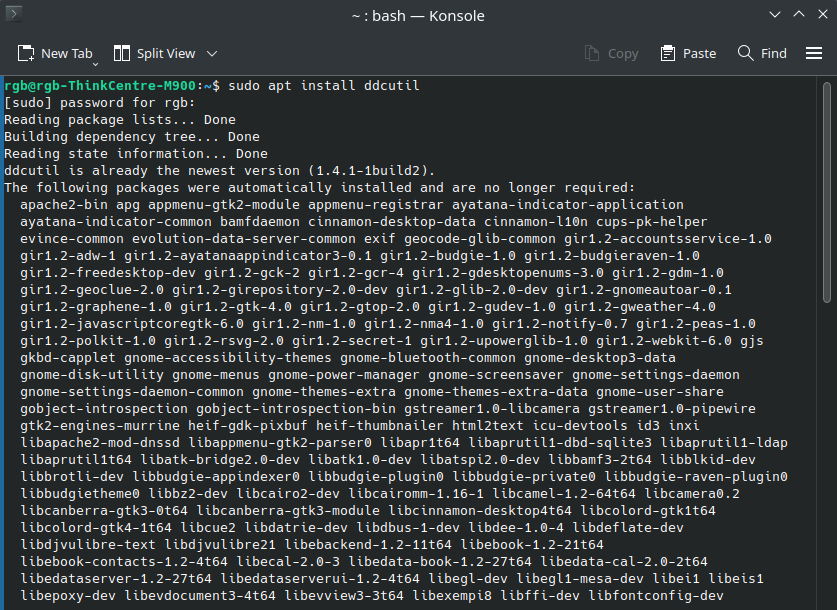 ~ : bash — Konsole
New Tab Split View Copy Paste Find
rgb@rgb-ThinkCentre-M900:~$ sudo apt install ddcutil
[sudo] password for rgb:
Reading package lists... Done
Building dependency tree... Done
Reading state information... Done
ddcutil is already the newest version (1.4.1-1build2).
The following packages were automatically installed and are no longer required:
apache2-bin apg appmenu-gtk2-module appmenu-registrar ayatana-indicator-application
ayatana-indicator-common bamfdaemon cinnamon-desktop-data cinnamon-l10n cups-pk-helper
evince-common evolution-data-server-common exif geocode-glib-common gir1.2-accountsservice-1.0
gir1.2-adw-1 gir1.2-ayatanaappindicator3-0.1 gir1.2-budgie-1.0 gir1.2-budgieraven-1.0
gir1.2-freedesktop-dev gir1.2-gck-2 gir1.2-gcr-4 gir1.2-gdesktopenums-3.0 gir1.2-gdm-1.0
gir1.2-geoclue-2.0 gir1.2-girepository-2.0-dev gir1.2-glib-2.0-dev gir1.2-gnomeautoar-0.1
gir1.2-graphene-1.0 gir1.2-gtk-4.0 gir1.2-gtop-2.0 gir1.2-gudev-1.0 gir1.2-gweather-4.0
gir1.2-javascriptcoregtk-6.0 gir1.2-nm-1.0 gir1.2-nma4-1.0 gir1.2-notify-0.7 gir1.2-peas-1.0
gir1.2-polkit-1.0 gir1.2-rsvg-2.0 gir1.2-secret-1 gir1.2-upowerglib-1.0 gir1.2-webkit-6.0 gjs
gkbd-capplet gnome-accessibility-themes gnome-bluetooth-common gnome-desktop3-data
gnome-disk-utility gnome-menus gnome-power-manager gnome-screensaver gnome-settings-daemon
gnome-settings-daemon-common gnome-themes-extra gnome-themes-extra-data gnome-user-share
gobject-introspection gobject-introspection-bin gstreamer1.0-libcamera gstreamer1.0-pipewire
gtk2-engines-murrine heif-gdk-pixbuf heif-thumbnailer html2text icu-devtools id3 inxi
libapache2-mod-dnssd libappmenu-gtk2-parser0 libapr1t64 libaprutil1-dbd-sqlite3 libaprutil1-ldap
libaprutil1t64 libatk-bridge2.0-dev libatk1.0-dev libatspi2.0-dev libbamf3-2t64 libblkid-dev
libbrotli-dev libbudgie-appindexer0 libbudgie-plugin0 libbudgie-private0 libbudgie-raven-plugin0
libbudgietheme0 libbz2-dev libcairo2-dev libcairomm-1.16-1 libcamel-1.2-64t64 libcamera0.2
libcanberra-gtk3-0t64 libcanberra-gtk3-module libcinnamon-desktop4t64 libcolord-gtk1t64
libcolord-gtk4-1t64 libcue2 libdatrie-dev libdbus-1-dev libdee-1.0-4 libdeflate-dev
libdjvulibre-text libdjvulibre21 libebackend-1.2-11t64 libebook-1.2-21t64
libebook-contacts-1.2-4t64 libecal-2.0-3 libedata-book-1.2-27t64 libedata-cal-2.0-2t64
libedataserver-1.2-27t64 libedataserverui-1.2-4t64 libegl-dev libegl1-mesa-dev libei1 libeis1
libepoxy-dev libevdocument3-4t64 libevview3-3t64 libexempi8 libffi-dev libfontconfig-dev